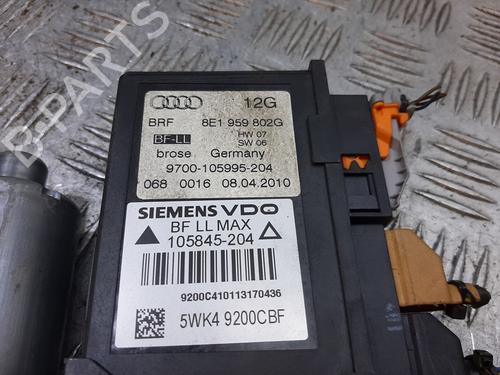 B-PARTS
12G
BRF 8E1 959 802G
BF-LL HW 07
SW 06
brose Germany
9700-105995-204
068 0016 08.04.2010
SIEMENS VDO
BF LL MAX
105845-204
9200C410113170436
5WK4 9200CBF